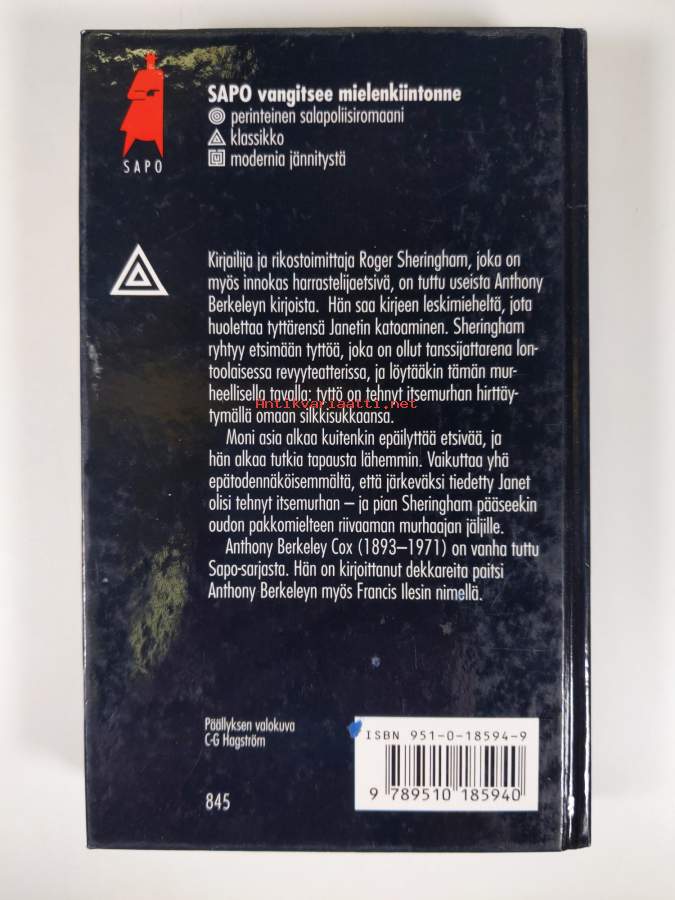 SAPO
SAPO vangitsee mielenkiintonne
perinteinen salapoliisiromaani
klassikko
modernia jännitystä
Kirjailija ja rikostoimittaja Roger Sheringham, joka on
myös innokas harrastelijaetsivä, on tuttu useista Anthony
Berkeleyn kirjoista. Hän saa kirjeen leskimieheltä, jota
huolettaa tyttärensä Janetin katoaminen. Sheringham
ryhtyy etsimään tyttöä, joka on ollut tanssijattarena lon-
toolaisessa revyyteatterissa, ja löytääkin tämän mur-
heellisella tavalla: tyttö on tehnyt itsemurhan hirttäy-
Antikvariaatti.net
tymällä omaan silkkisukkaansa.
Moni asia alkaa kuitenkin epäilyttää etsivää, ja
hän alkaa tutkia tapausta lähemmin. Vaikuttaa yhä
epätodennäköisemmältä, että järkeväksi tiedetty Janet
olisi tehnyt itsemurhan – ja pian Sheringham pääseekin
oudon pakkomielteen riivaaman murhaajan jäljille.
Anthony Berkeley Cox (1893–1971) on vanha tuttu
Sapo-sarjasta. Hän on kirjoittanut dekkareita paitsi
Anthony Berkeleyn myös Francis Ilesin nimellä.
Päällyksen valokuva
C-G Hagström
845
ISBN 951-0-18594-9
9 789510 185940